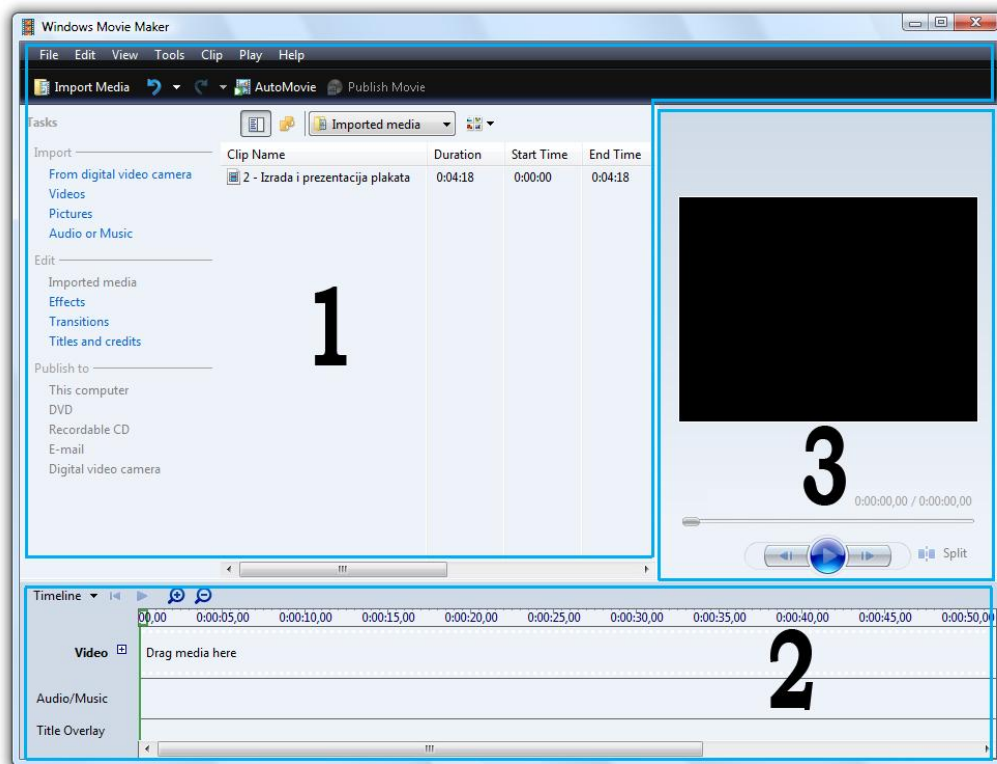 Windows Movie Maker
File Edit View Tools Clip Play Help
Import Media AutoMovie Publish Movie
Tasks
Imported media
Import
From digital video camera
Videos
Pictures
Audio or Music
Edit
Imported media
Effects
Transitions
Titles and credits
Publish to
This computer
DVD
Recordable CD
E-mail
Digital video camera
Clip Name Duration Start Time End Time
2 - Izrada i prezentacija plakata 0:04:18 0:00:00 0:04:18
1
3
0:00:00,00 / 0:00:00,00
Split
Timeline
00,00 0:00:05,00 0:00:10,00 0:00:15,00 0:00:20,00 0:00:25,00 0:00:30,00 0:00:35,00 0:00:40,00 0:00:45,00 0:00:50,00
Video Drag media here
2
Audio/Music
Title Overlay